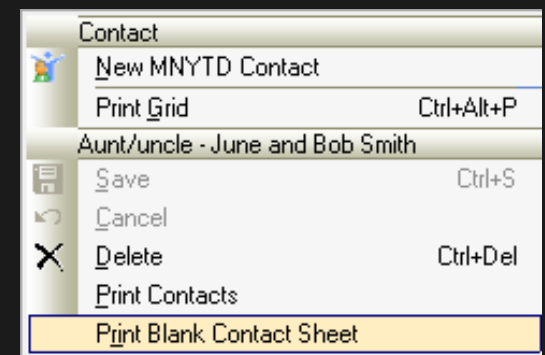 Contact
New MNYTD Contact
Print Grid Ctrl+Alt+P
Aunt/uncle - June and Bob Smith
Save Ctrl+S
Cancel
Delete Ctrl+Del
Print Contacts
Print Blank Contact Sheet